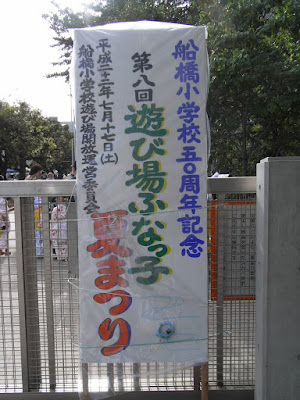 船橋小学校五〇周年記念
第八回
遊び場ふなっ子
夏まつり
平成二十二年七月十七日(土)
船橋小学校遊び場開放運営委員会